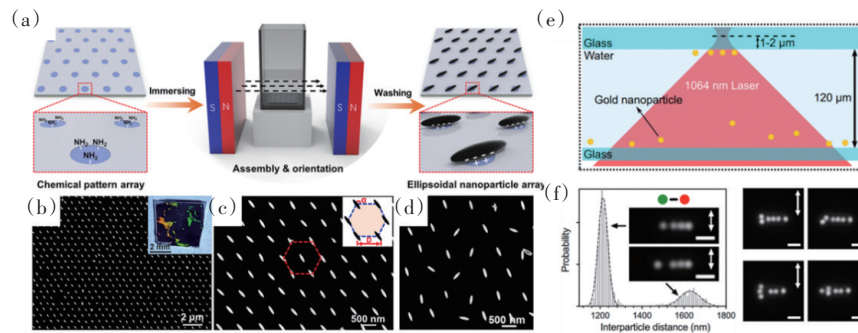 (a)
Immersing
Washing
S
N
S
N
NH₂
NH₂
NH₂
NH₂
Chemical pattern array
Assembly & orientation
Ellipsoidal nanoparticle array
(b)
2 mm
2 μm
(c)
α
500 nm
(d)
500 nm
(e)
Glass
Water
1-2 μm
1064 nm Laser
Gold nanoparticle
120 μm
Glass
(f)
Probability
1200 1400 1600 1800
Interparticle distance (nm)